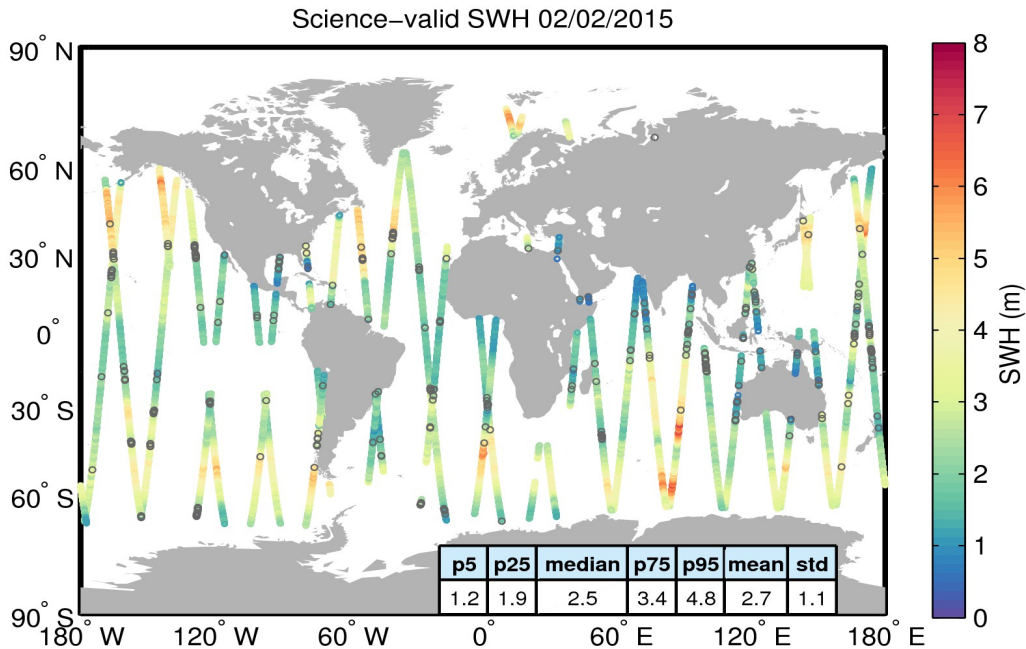 Science−valid SWH 02/02/2015
90° N
60° N
30° N
0°
30° S
60° S
90° S
180° W
120° W
60° W
0°
60° E
120° E
180° E
p5 p25 median p75 p95 mean std
1.2 1.9 2.5 3.4 4.8 2.7 1.1
8
7
6
5
4
3
2
1
0
SWH (m)